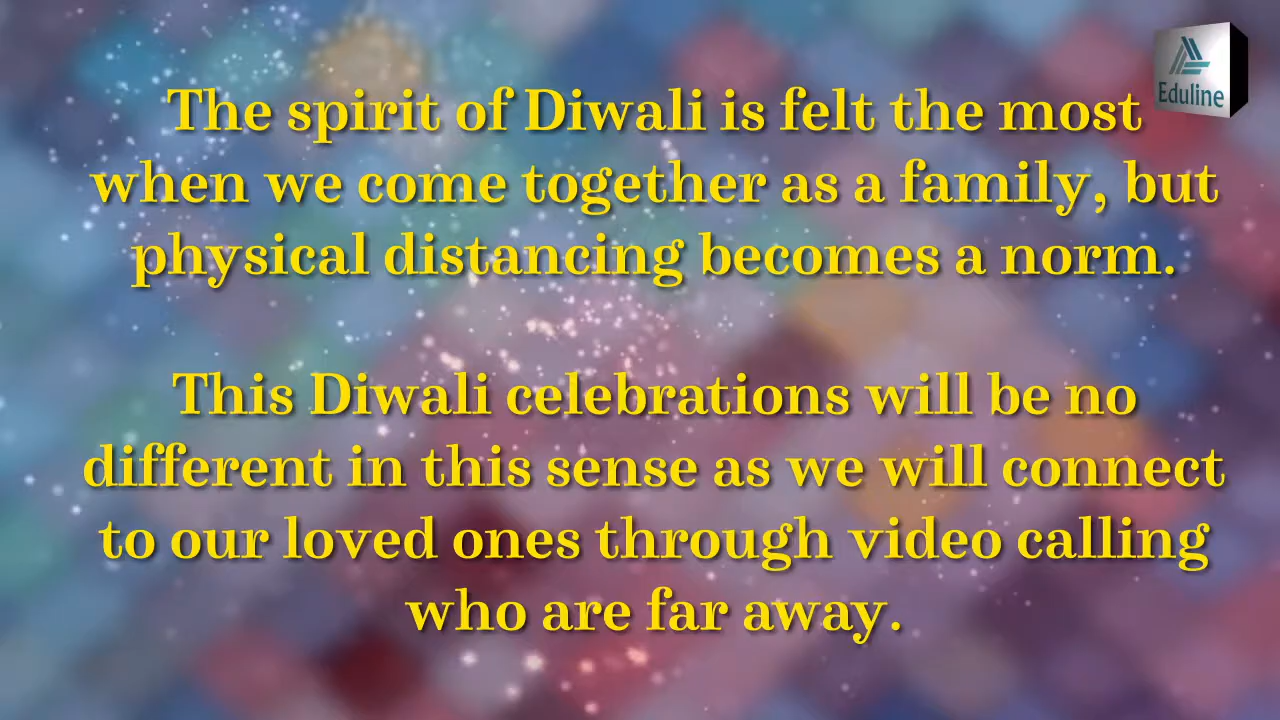 Eduline
The spirit of Diwali is felt the most
when we come together as a family, but
physical distancing becomes a norm.
This Diwali celebrations will be no
different in this sense as we will connect
to our loved ones through video calling
who are far away.